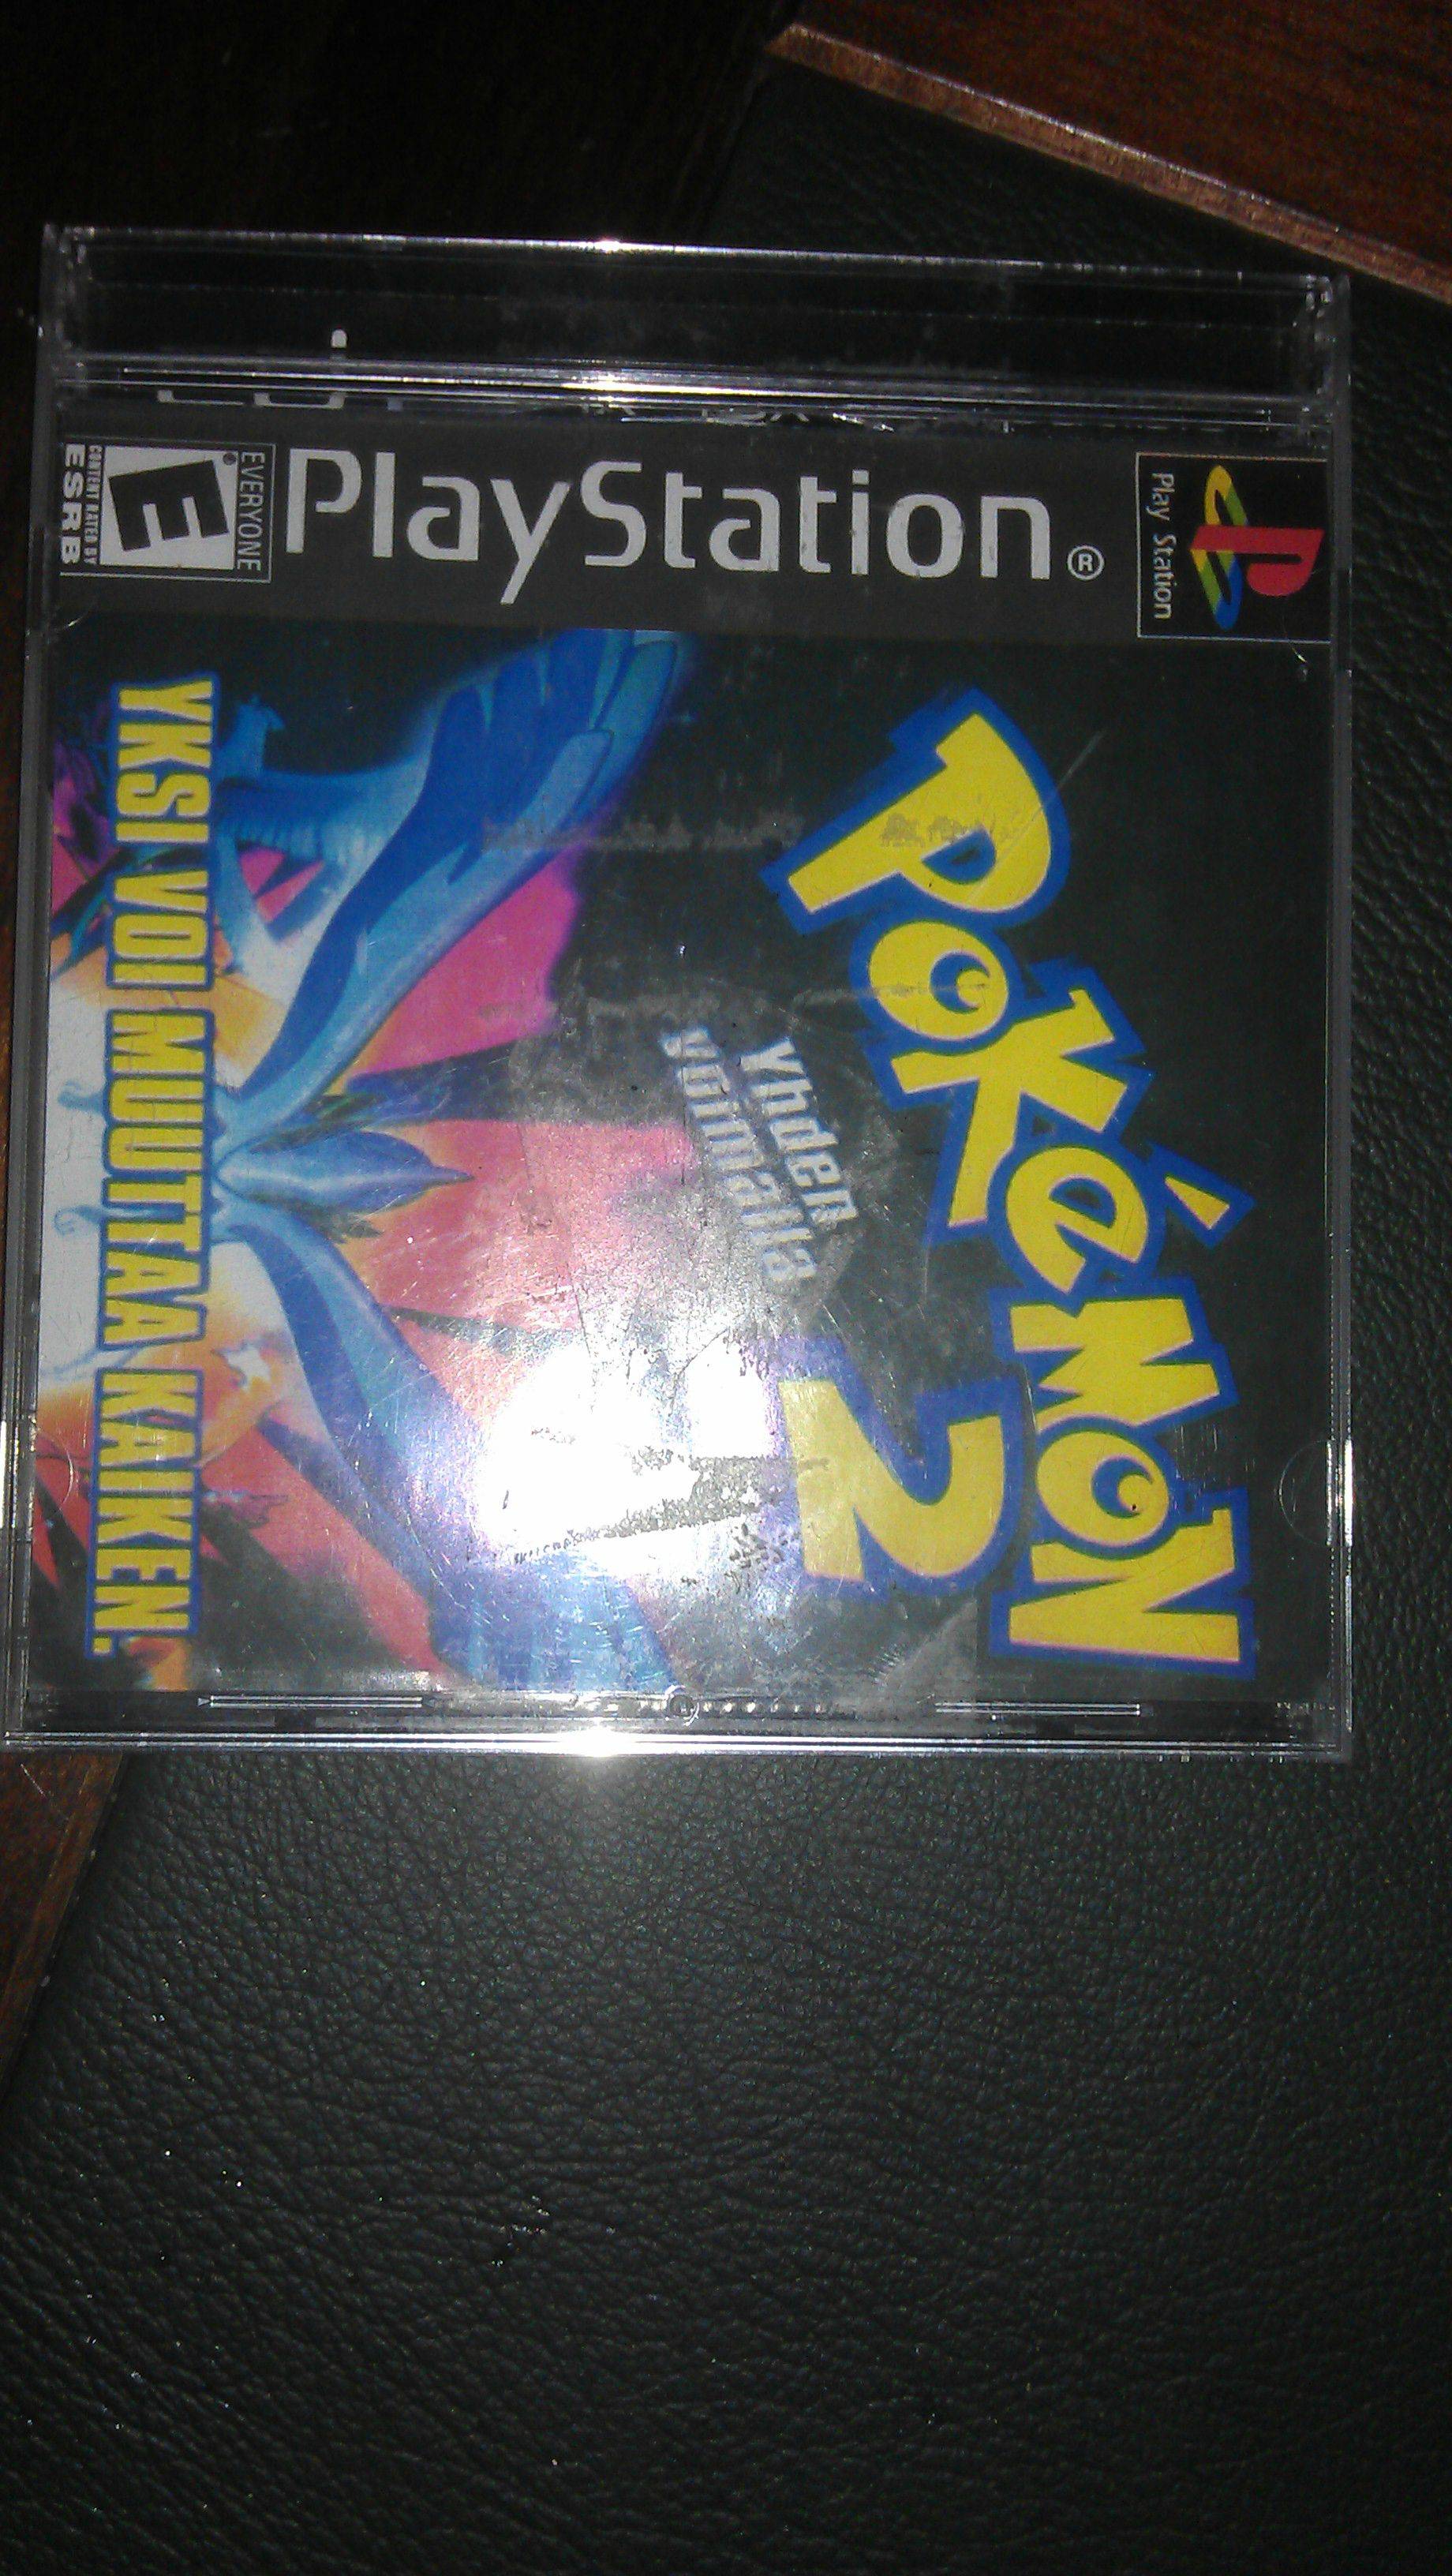 PlayStation®
Play Station
EVERYONE
E
®
CONTENT RATED BY
ESRB
POKéMON
2
Yhden
voimalla
YKSI VOI MUUTTAA KAIKEN.